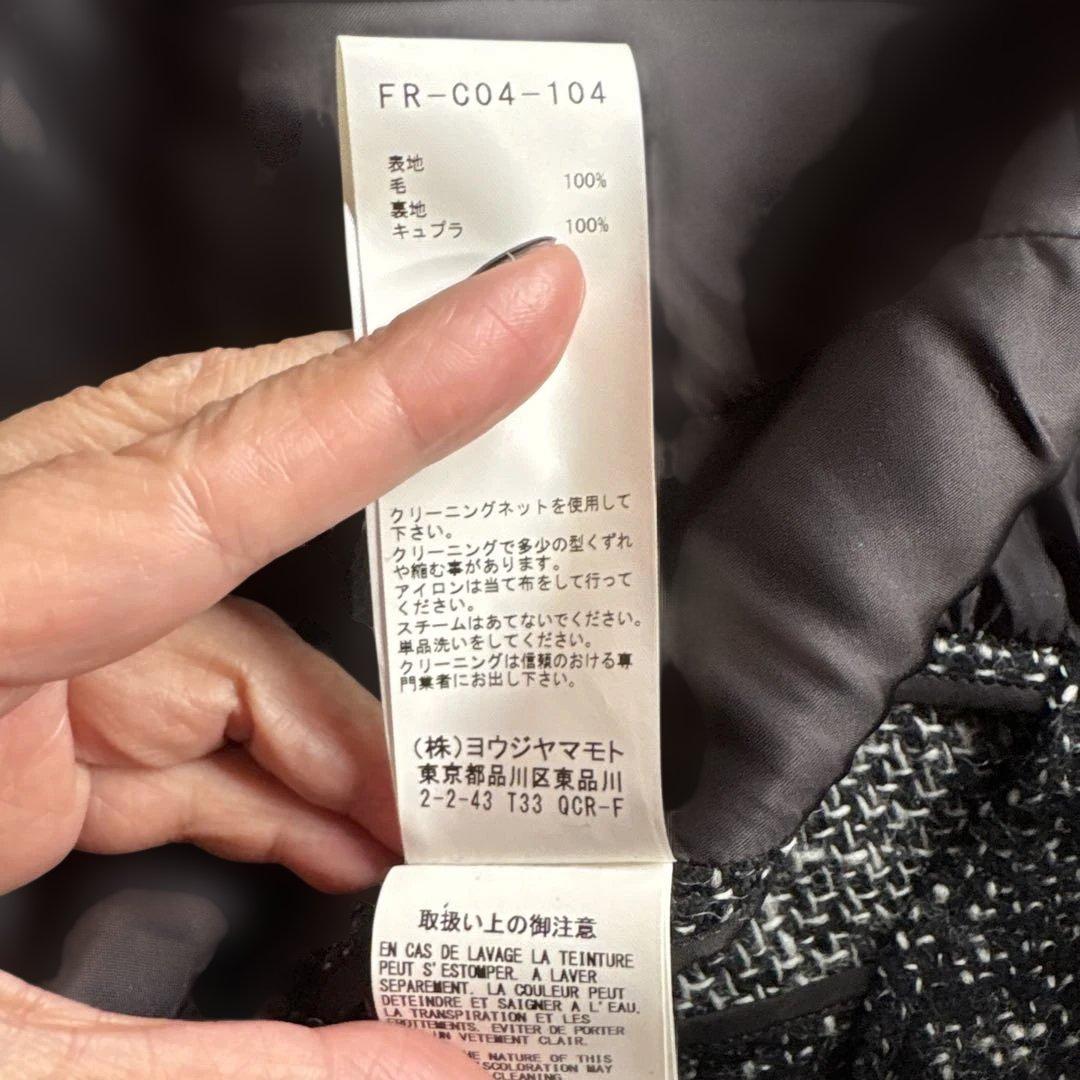 FR-C04-104
表地
毛 100%
裏地
キュプラ 100%
クリーニングネットを使用して
下さい。
クリーニングで多少の型くずれ
や縮む事があります。
アイロンは当て布をして行って
ください。
スチームはあてないでください。
単品洗いをしてください。
クリーニングは信頼のおける専
門業者にお出し下さい。
(株)ヨウジヤマモト
東京都品川区東品川
2-2-43 T33 QCR-F
取扱い上の御注意
EN CAS DE LAVAGE LA TEINTURE
PEUT S'ESTOMPER. A LAVER
SEPAREMENT. LA COULEUR PEUT
DETEINDRE ET SAIGNER A L'EAU.
LA TRANSPIRATION ET LES
FROTTEMENTS. EVITER DE PORTER
UN VETEMENT CLAIR.
NATURE OF THIS
MAY
CLEANING